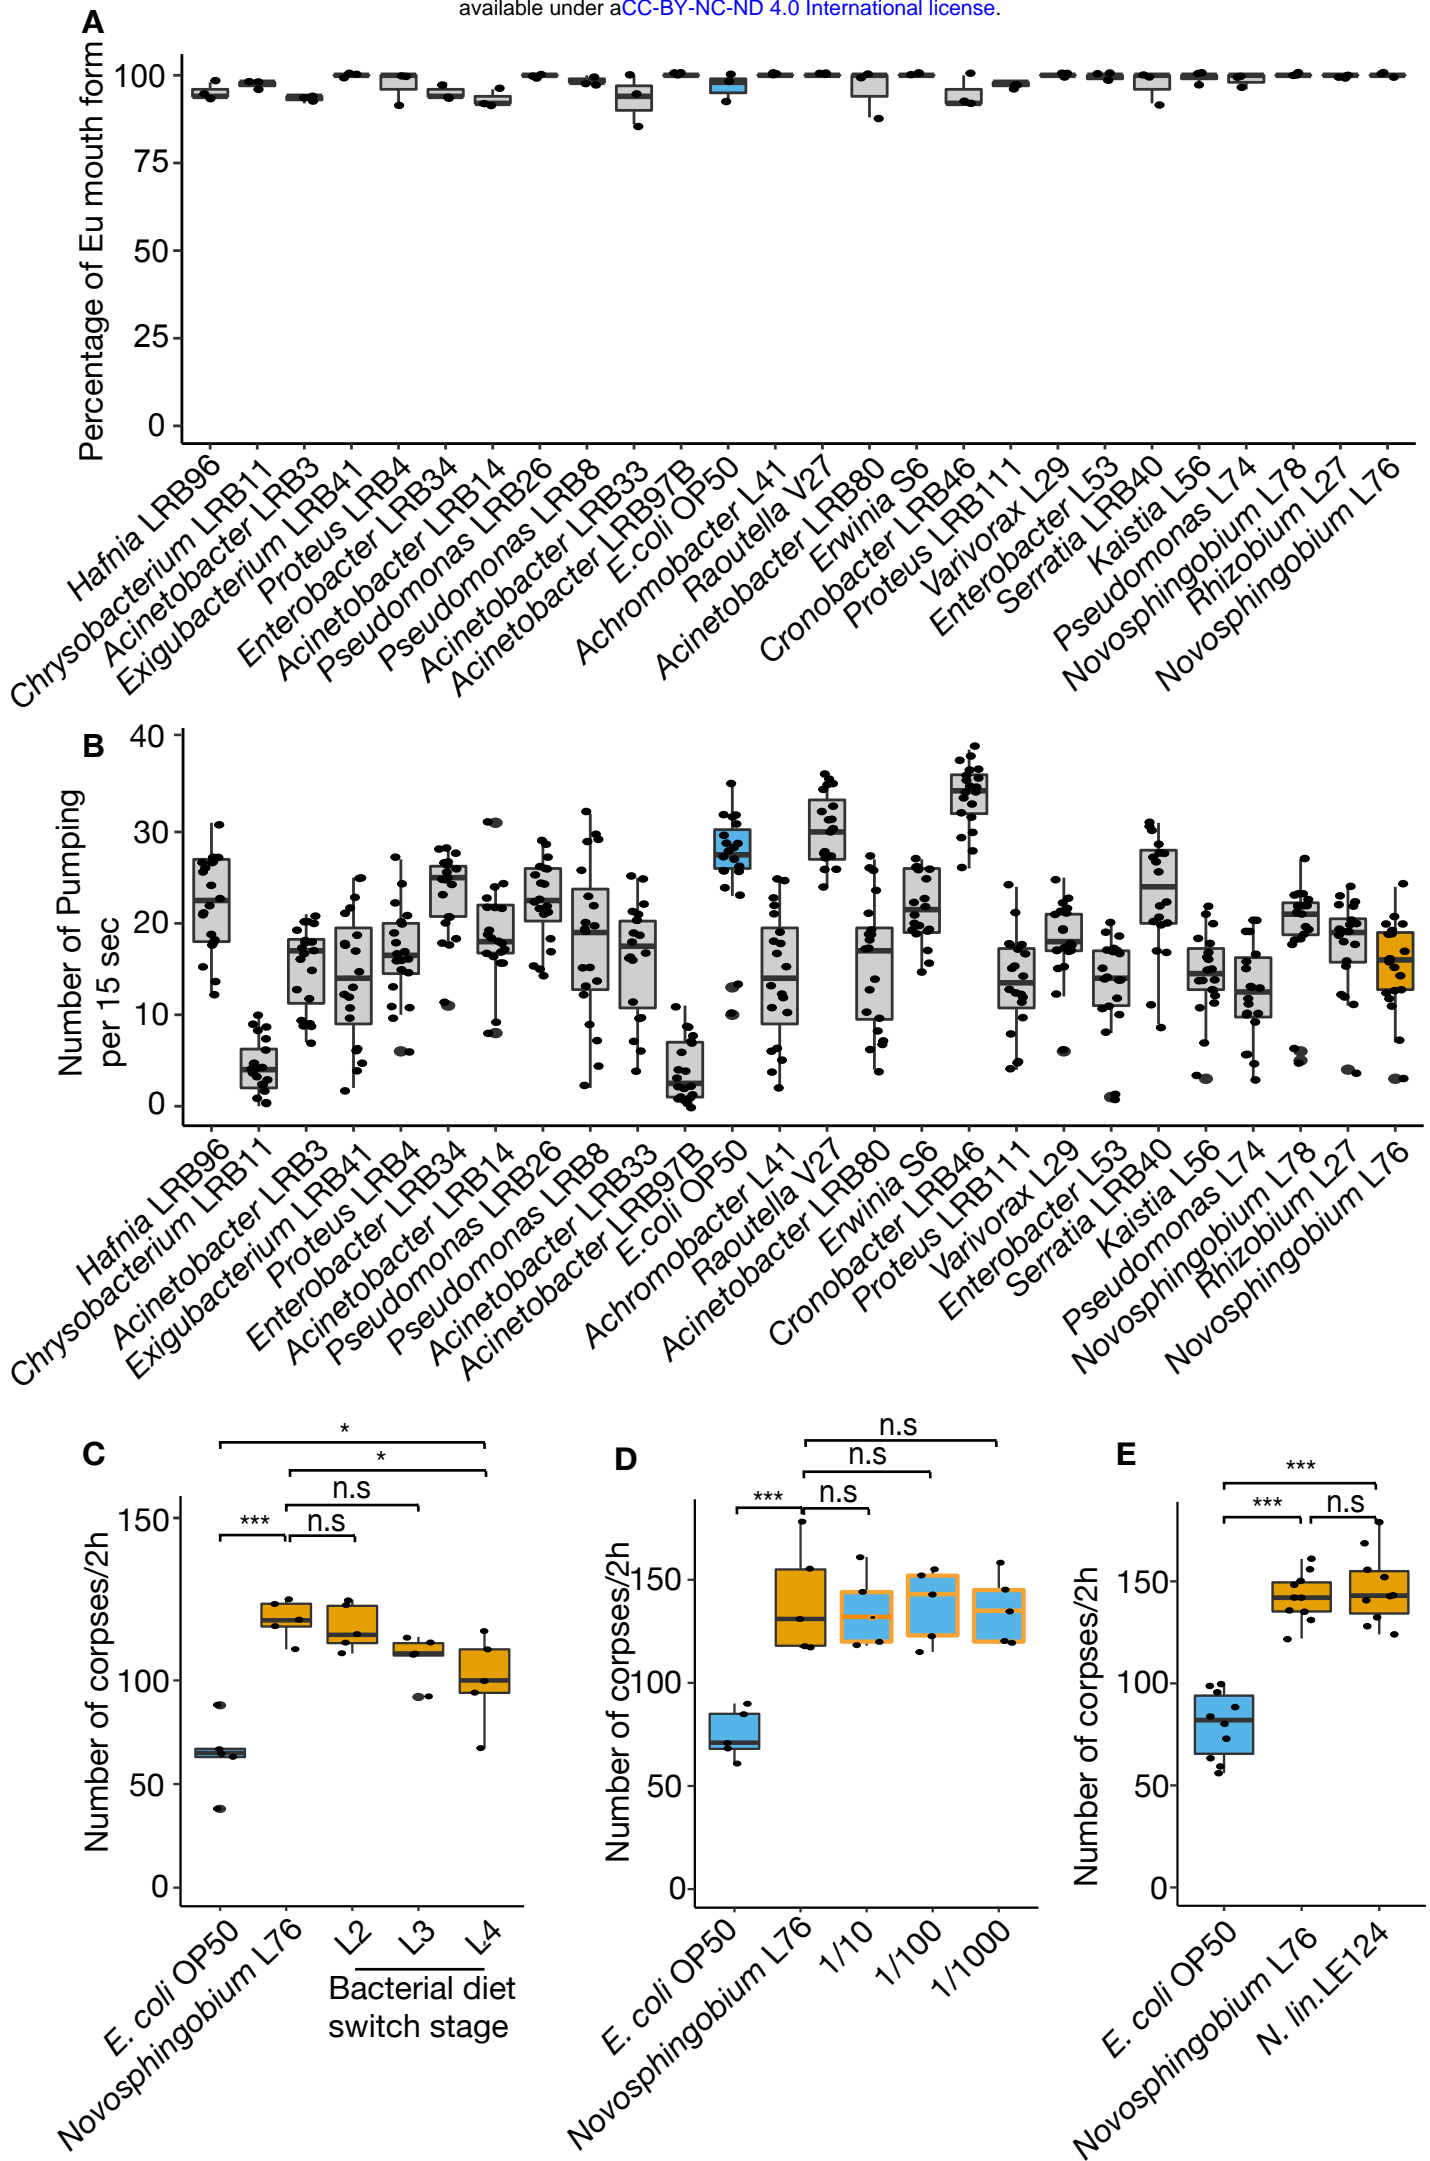 available under aCC-BY-NC-ND 4.0 International license.
A
Percentage of Eu mouth form
100
75
50
25
0
Hafnia LRB96
Chrysobacterium LRB11
Acinetobacter LRB3
Exigubacterium LRB41
Proteus LRB4
Enterobacter LRB34
Acinetobacter LRB14
Pseudomonas LRB26
Pseudomonas LRB8
Acinetobacter LRB33
Acinetobacter LRB97B
E.coli OP50
Achromobacter L41
Raoutella V27
Acinetobacter LRB80
Erwinia S6
Cronobacter LRB46
Proteus LRB111
Varivorax L29
Enterobacter L53
Serratia LRB40
Kaistia L56
Pseudomonas L74
Novosphingobium L78
Rhizobium L27
Novosphingobium L76
B
Number of Pumping
per 15 sec
40
30
20
10
0
Hafnia LRB96
Chrysobacterium LRB11
Acinetobacter LRB3
Exigubacterium LRB41
Proteus LRB4
Enterobacter LRB34
Acinetobacter LRB14
Pseudomonas LRB26
Pseudomonas LRB8
Acinetobacter LRB33
Acinetobacter LRB97B
E.coli OP50
Achromobacter L41
Raoutella V27
Acinetobacter LRB80
Erwinia S6
Cronobacter LRB46
Proteus LRB111
Varivorax L29
Enterobacter L53
Serratia LRB40
Kaistia L56
Pseudomonas L74
Novosphingobium L78
Rhizobium L27
Novosphingobium L76
C
Number of corpses/2h
150
100
50
0
*
*
n.s
***
n.s
E. coli OP50
Novosphingobium L76
L2
L3
L4
Bacterial diet
switch stage
D
Number of corpses/2h
150
100
50
0
n.s
n.s
***
n.s
E. coli OP50
Novosphingobium L76
1/10
1/100
1/1000
E
Number of corpses/2h
150
100
50
0
***
***
n.s
E. coli OP50
Novosphingobium L76
N. lin.LE124